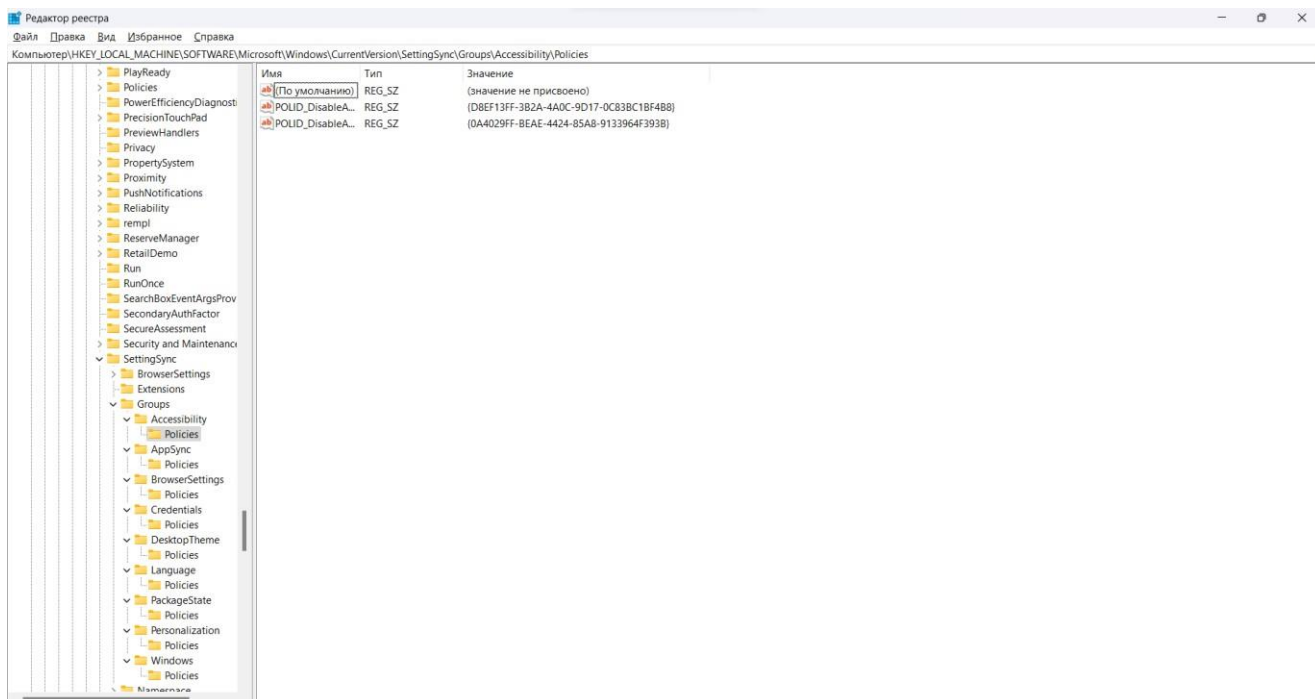 Редактор реестра
Файл Правка Вид Избранное Справка
Компьютер\HKEY_LOCAL_MACHINE\SOFTWARE\Microsoft\Windows\CurrentVersion\SettingSync\Groups\Accessibility\Policies
PlayReady
Policies
PowerEfficiencyDiagnosti
PrecisionTouchPad
PreviewHandlers
Privacy
PropertySystem
Proximity
PushNotifications
Reliability
rempl
ReserveManager
RetailDemo
Run
RunOnce
SearchBoxEventArgsProv
SecondaryAuthFactor
SecureAssessment
Security and Maintenance
SettingSync
BrowserSettings
Extensions
Groups
Accessibility
Policies
AppSync
Policies
BrowserSettings
Policies
Credentials
Policies
DesktopTheme
Policies
Language
Policies
PackageState
Policies
Personalization
Policies
Windows
Policies
Namespace
Имя Тип Значение
(По умолчанию) REG_SZ (значение не присвоено)
POLID_DisableA... REG_SZ {D8EF13FF-3B2A-4A0C-9D17-0C83BC1BF4B8}
POLID_DisableA... REG_SZ {0A4029FF-BEAE-4424-85A8-9133964F393B}